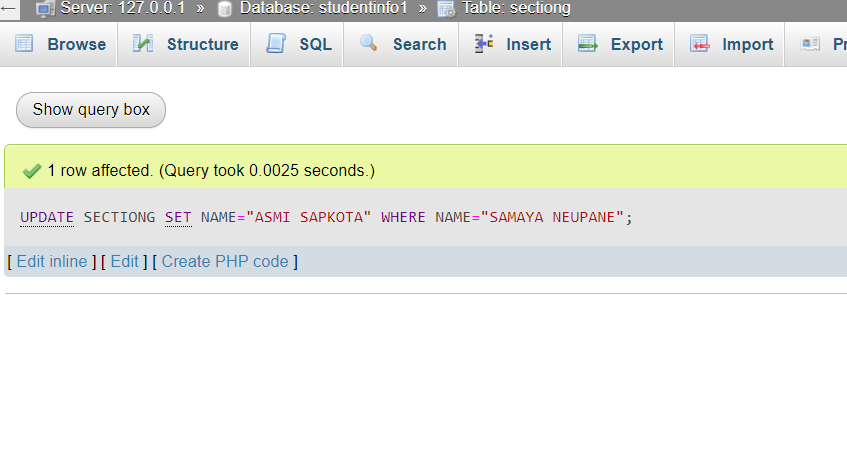 ← Server: 127.0.0.1 » Database: studentinfo1 » Table: sectiong
Browse Structure SQL Search Insert Export Import Pr
Show query box
1 row affected. (Query took 0.0025 seconds.)
UPDATE SECTIONG SET NAME="ASMI SAPKOTA" WHERE NAME="SAMAYA NEUPANE";
[ Edit inline ] [ Edit ] [ Create PHP code ]